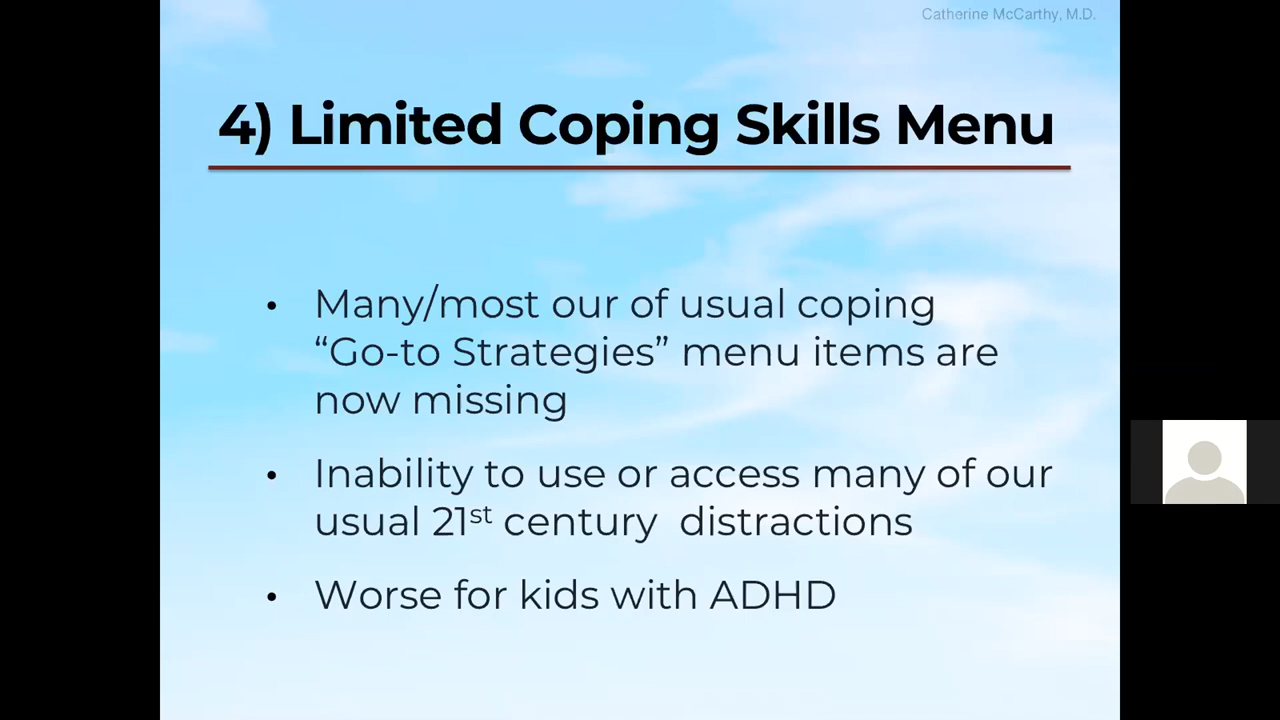 Catherine McCarthy, M.D.
4) Limited Coping Skills Menu
• Many/most our of usual coping
“Go-to Strategies” menu items are
now missing
• Inability to use or access many of our
usual 21st century  distractions
• Worse for kids with ADHD